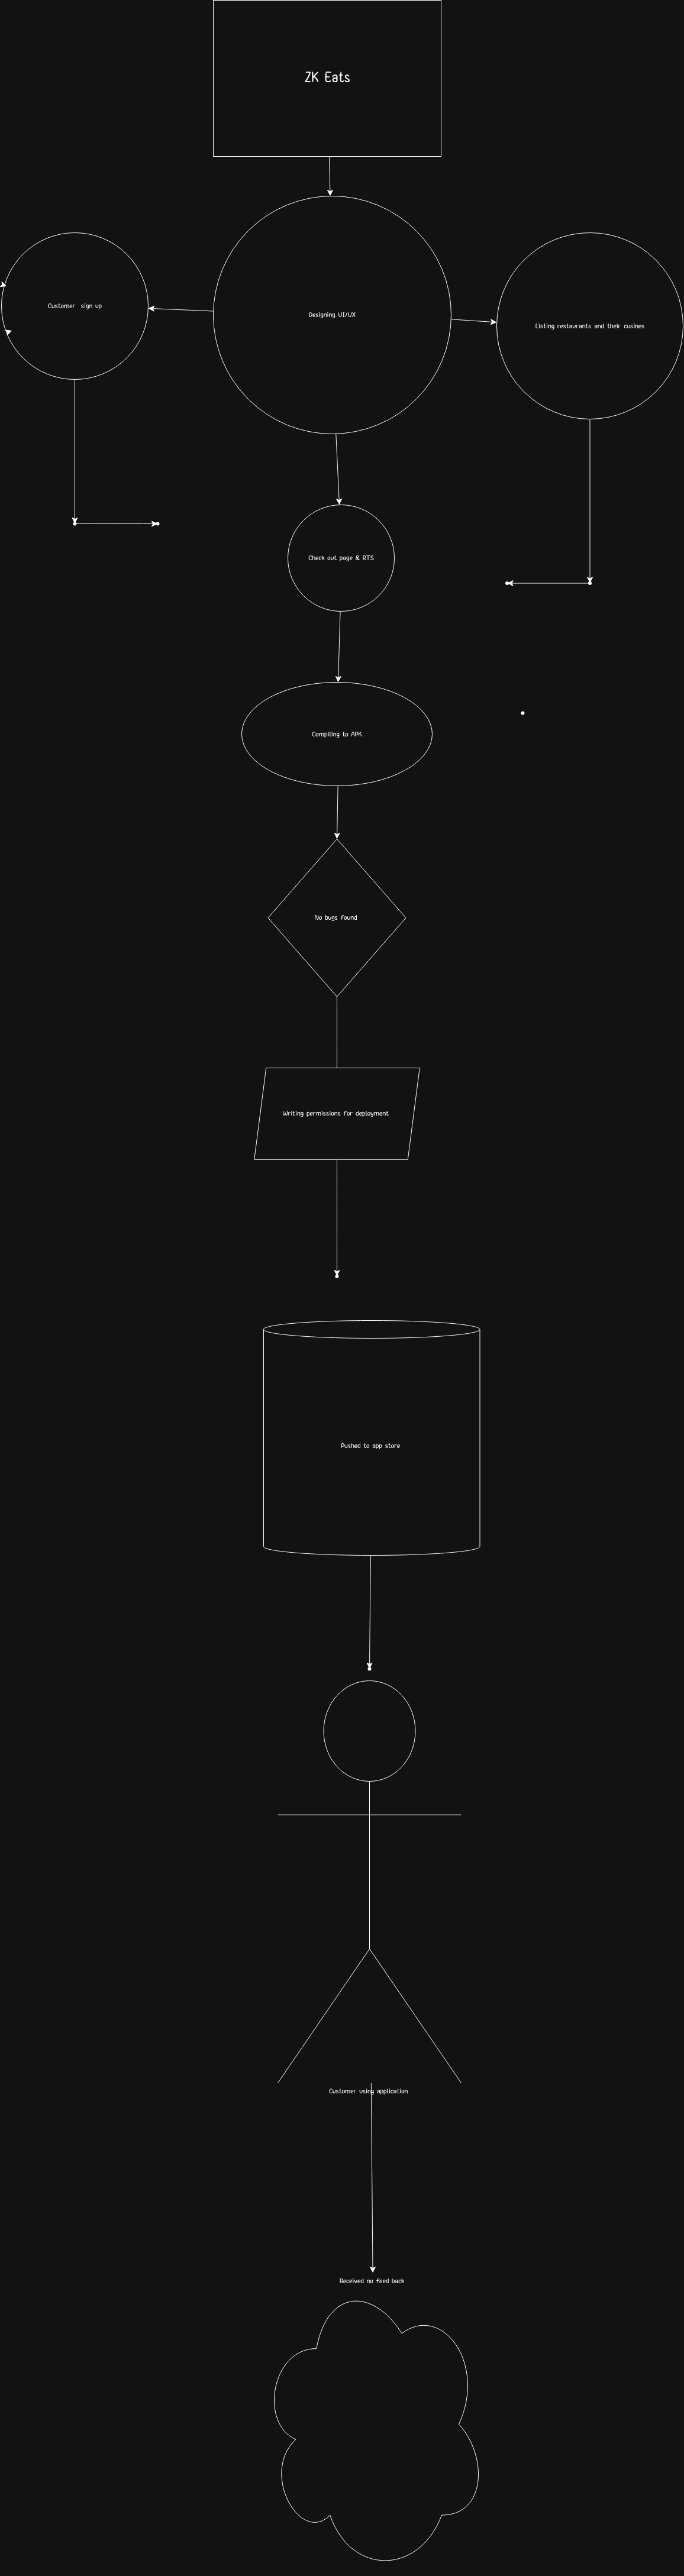 ZK Eats
Designing UI/UX
Customer  sign up
Listing restaurants and their cusines
Check out page & RTS
Compiling to APK
No bugs found
Writing permissions for deployment
Pushed to app store
Customer using application
Received no feed back